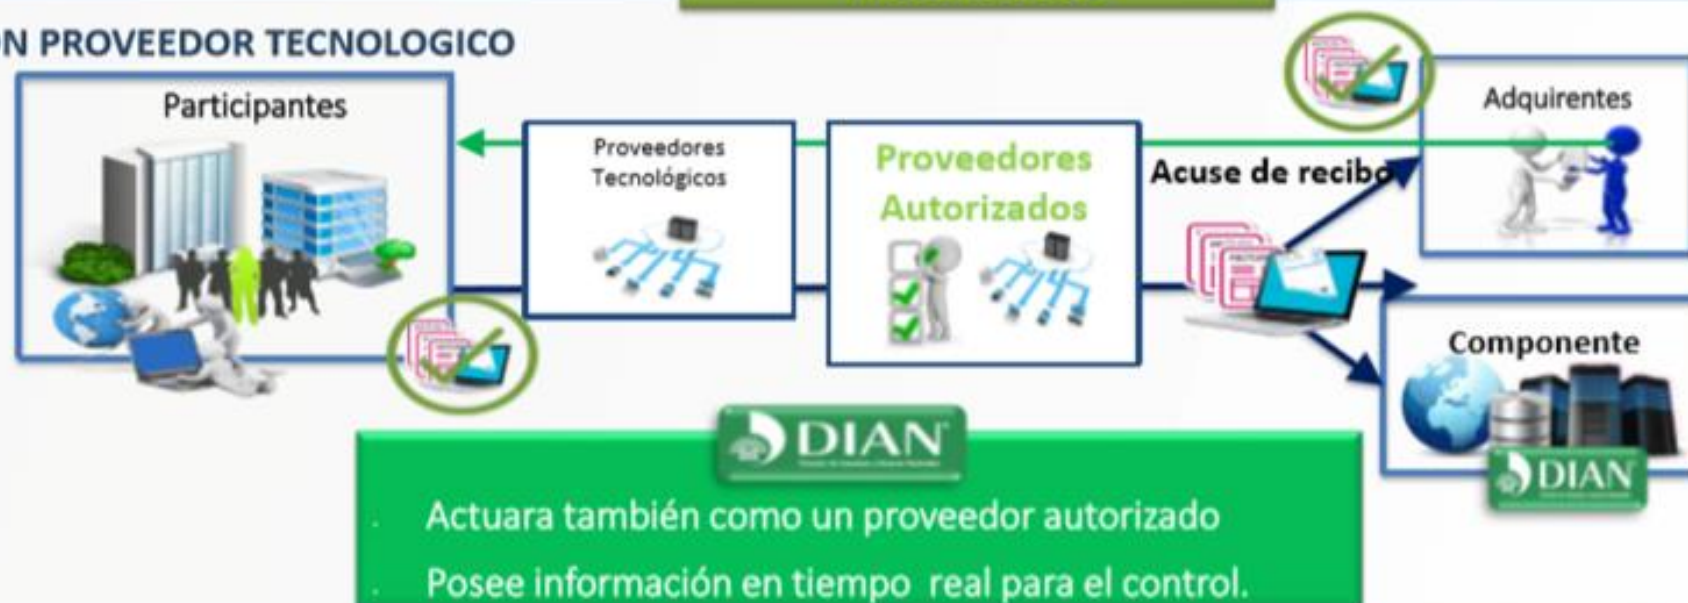 ON PROVEEDOR TECNOLOGICO
Participantes
Proveedores
Tecnológicos
Proveedores
Autorizados
Acuse de recibo
Adquirentes
Componente
DIAN
DIAN
Actuara también como un proveedor autorizado
Posee información en tiempo real para el control.